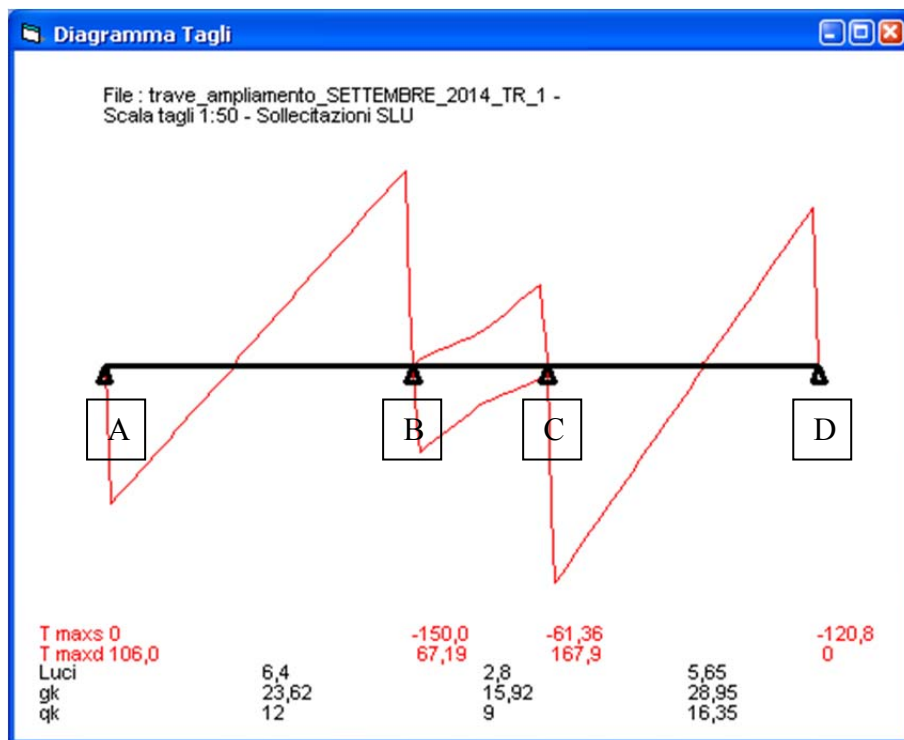 Diagramma Tagli
File : trave_ampliamento_SETTEMBRE_2014_TR_1 -
Scala tagli 1:50 - Sollecitazioni SLU
A B C D
T maxs 0 -150,0 -61,36 -120,8
T maxd 106,0 67,19 167,9 0
Luci 6,4 2,8 5,65
gk 23,62 15,92 28,95
qk 12 9 16,35